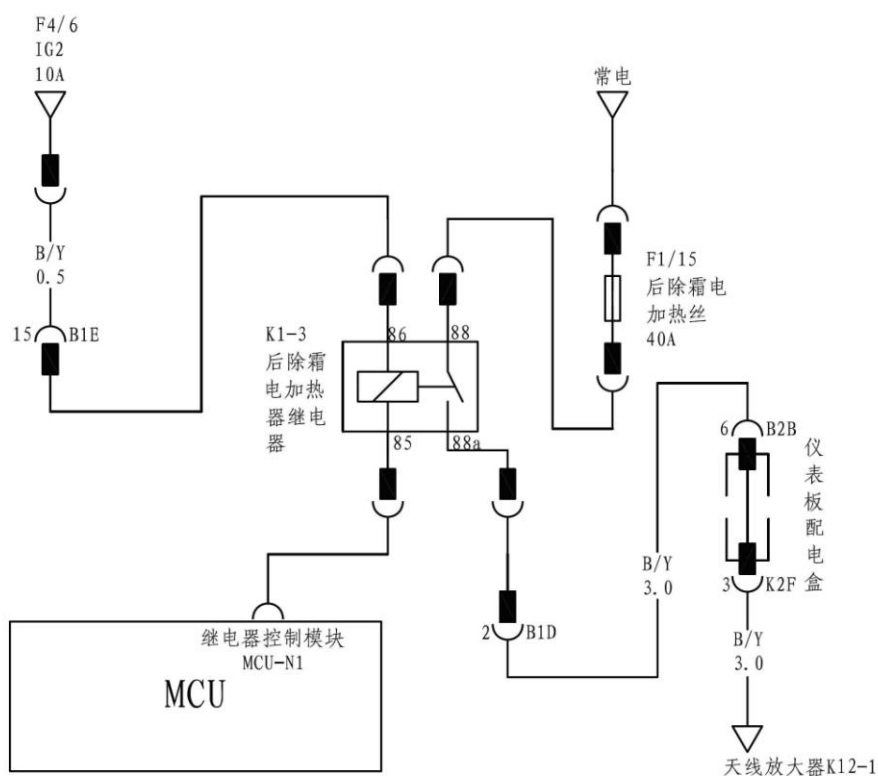 F4/6
IG2
10A
常电
B/Y
0.5
15
B1E
F1/15
后除霜电
加热丝
40A
K1-3
后除霜
电加热
器继电
器
86
88
85
88a
6
B2B
仪表板配电盒
B/Y
3.0
3
K2F
2
B1D
继电器控制模块
MCU-N1
MCU
B/Y
3.0
天线放大器K12-1